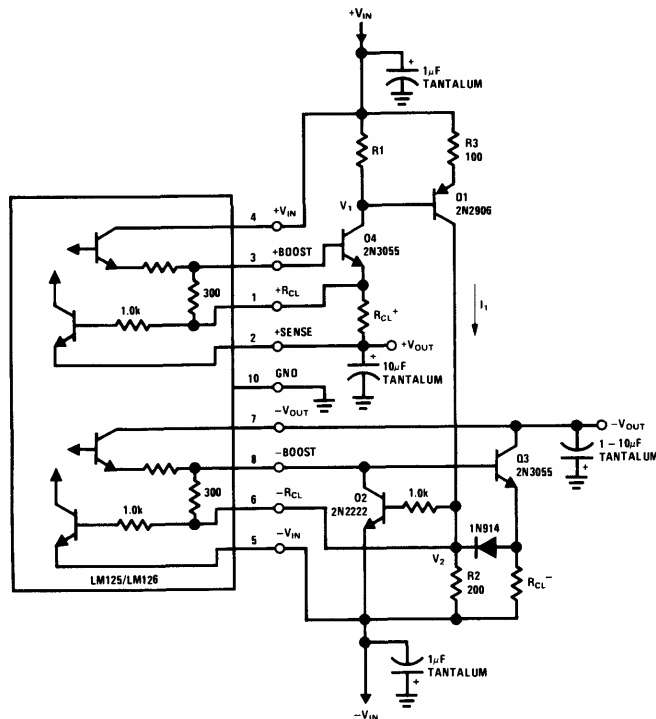 +VIN
+
1μF
TANTALUM
R1
R3
100
V1
Q1
2N2906
4
+VIN
3
+BOOST
Q4
2N3055
300
1
+RCL
1.0k
RCL+
I1
2
+SENSE
+VOUT
+
10μF
TANTALUM
10
GND
7
-VOUT
-VOUT
8
-BOOST
Q3
2N3055
1 – 10μF
TANTALUM
+
Q2
2N2222
1.0k
300
6
-RCL
1.0k
1N914
V2
5
-VIN
R2
200
RCL-
LM125/LM126
1μF
TANTALUM
+
-VIN